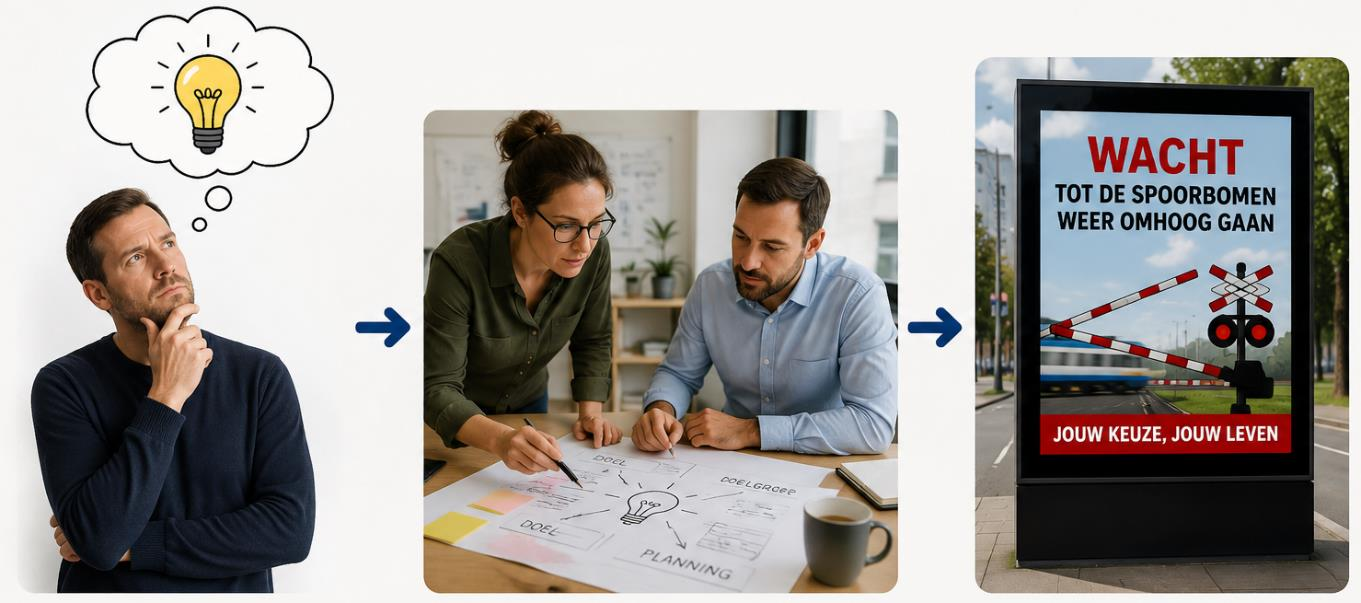 DOEL
DOELGROEP
DOEL
PLANNING
WACHT
TOT DE SPOORBOMEN
WEER OMHOOG GAAN
JOUW KEUZE, JOUW LEVEN